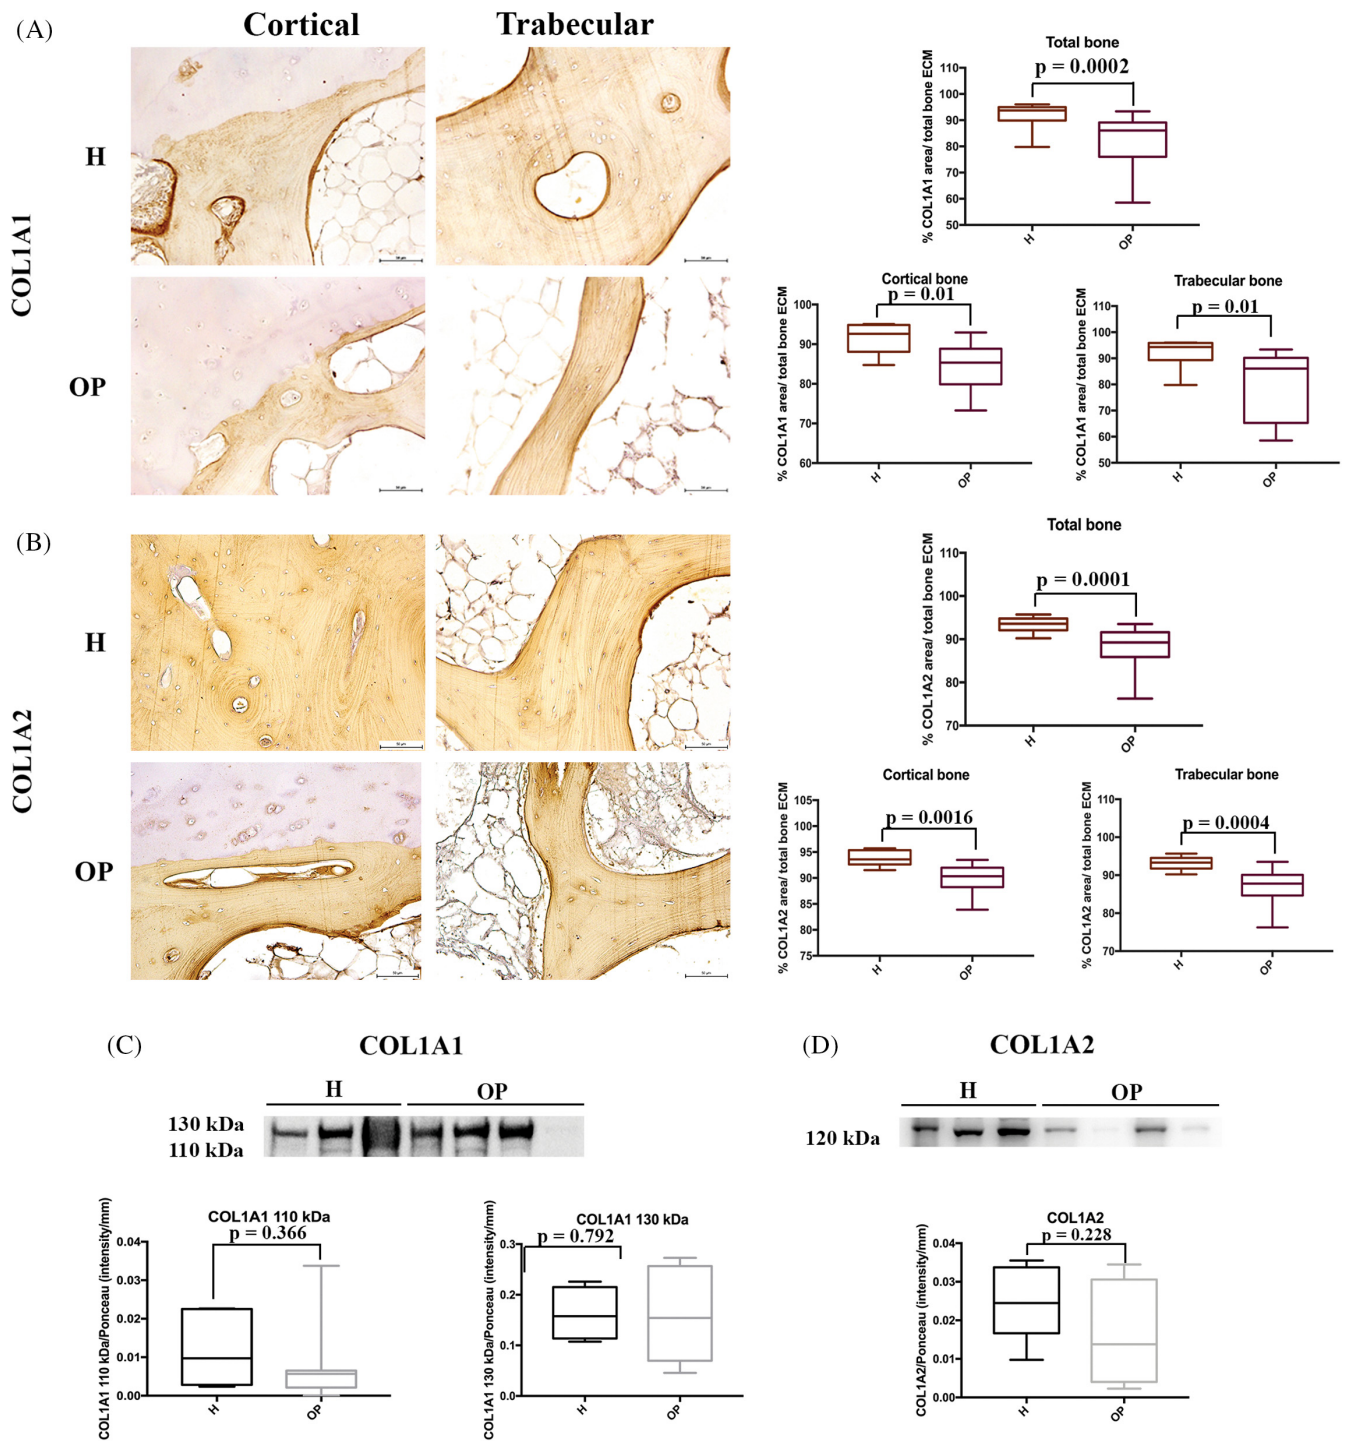 (A)
Cortical
Trabecular
COL1A1
H
OP
Total bone
p = 0.0002
% COL1A1 area/ total bone ECM
110
100
90
80
70
60
50
H
OP
Cortical bone
p = 0.01
% COL1A1 area/ total bone ECM
100
90
80
70
60
H
OP
Trabecular bone
p = 0.01
% COL1A1 area/ total bone ECM
110
100
90
80
70
60
50
H
OP
(B)
COL1A2
H
OP
Total bone
p = 0.0001
% COL1A2 area/ total bone ECM
110
100
90
80
70
H
OP
Cortical bone
p = 0.0016
% COL1A2 area/ total bone ECM
105
100
95
90
85
80
75
H
OP
Trabecular bone
p = 0.0004
% COL1A2 area/ total bone ECM
110
100
90
80
70
H
OP
(C)
COL1A1
H
OP
130 kDa
110 kDa
COL1A1 110 kDa
p = 0.366
COL1A1 110 kDa/Ponceau (intensity/mm)
0.04
0.03
0.02
0.01
0.00
H
OP
COL1A1 130 kDa
p = 0.792
COL1A1 130 kDa/Ponceau (intensity/mm)
0.3
0.2
0.1
0.0
H
OP
(D)
COL1A2
H
OP
120 kDa
COL1A2
p = 0.228
COL1A2/Ponceau (intensity/mm)
0.04
0.03
0.02
0.01
0.00
H
OP